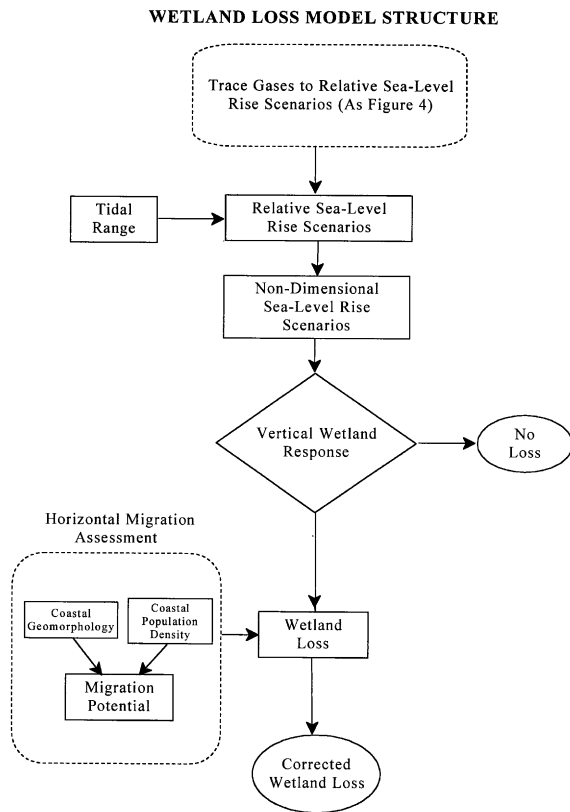 WETLAND LOSS MODEL STRUCTURE
Trace Gases to Relative Sea-Level
Rise Scenarios (As Figure 4)
Tidal
Range
Relative Sea-Level
Rise Scenarios
Non-Dimensional
Sea-Level Rise
Scenarios
Vertical Wetland
Response
No
Loss
Horizontal Migration
Assessment
Coastal
Geomorphology
Coastal
Population
Density
Migration
Potential
Wetland
Loss
Corrected
Wetland Loss